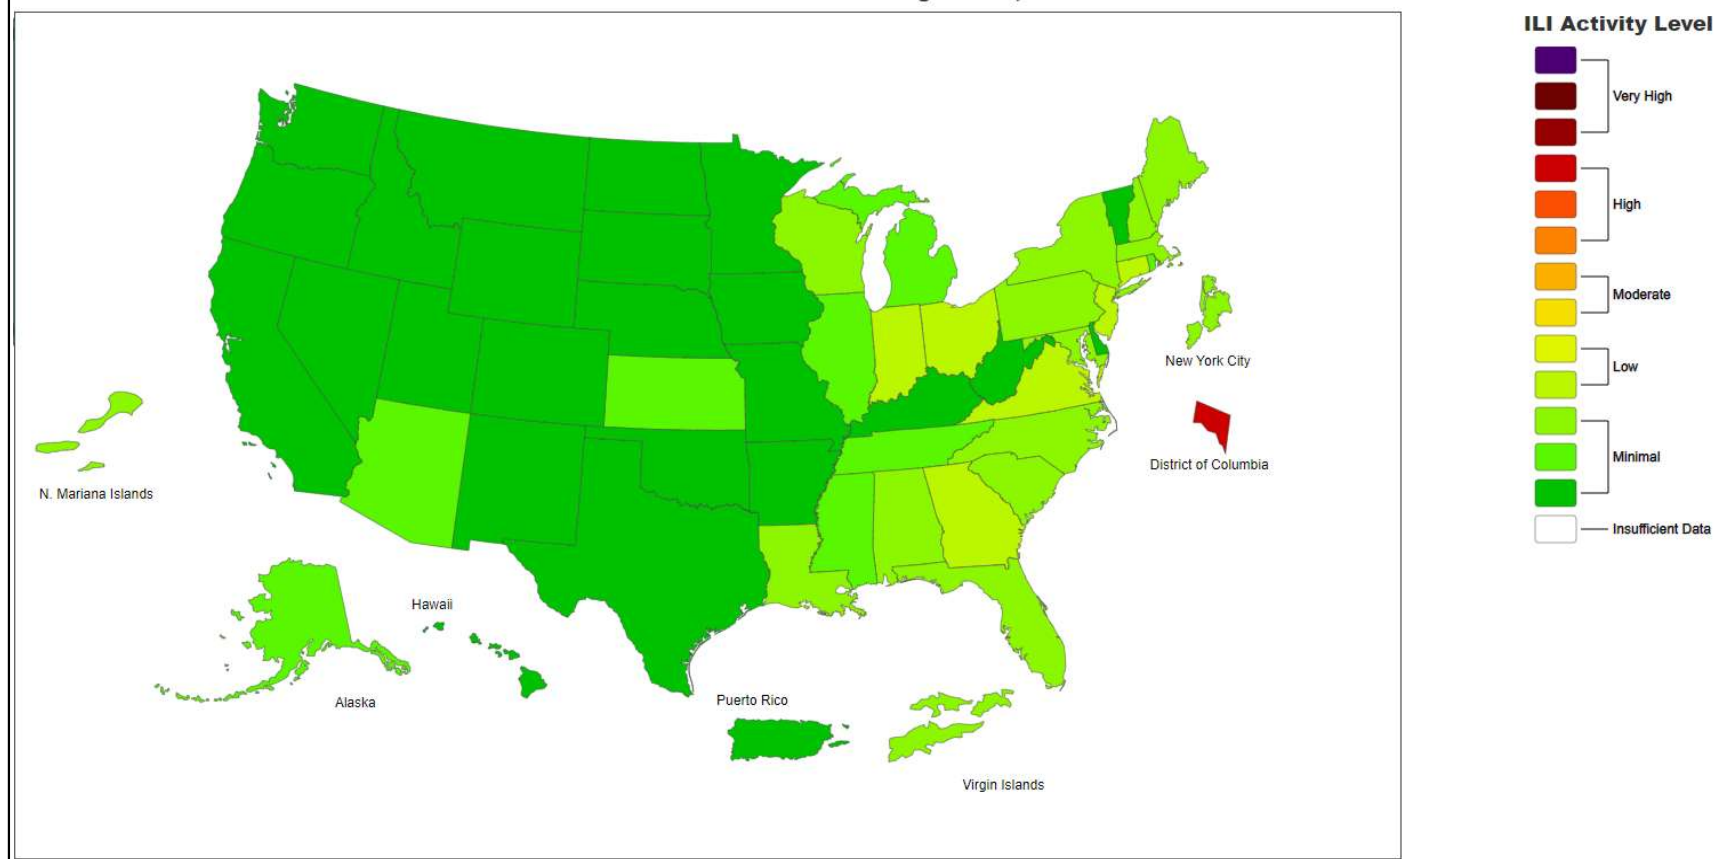 ILI Activity Level
Very High
High
Moderate
Low
Minimal
Insufficient Data
New York City
District of Columbia
N. Mariana Islands
Hawaii
Alaska
Puerto Rico
Virgin Islands